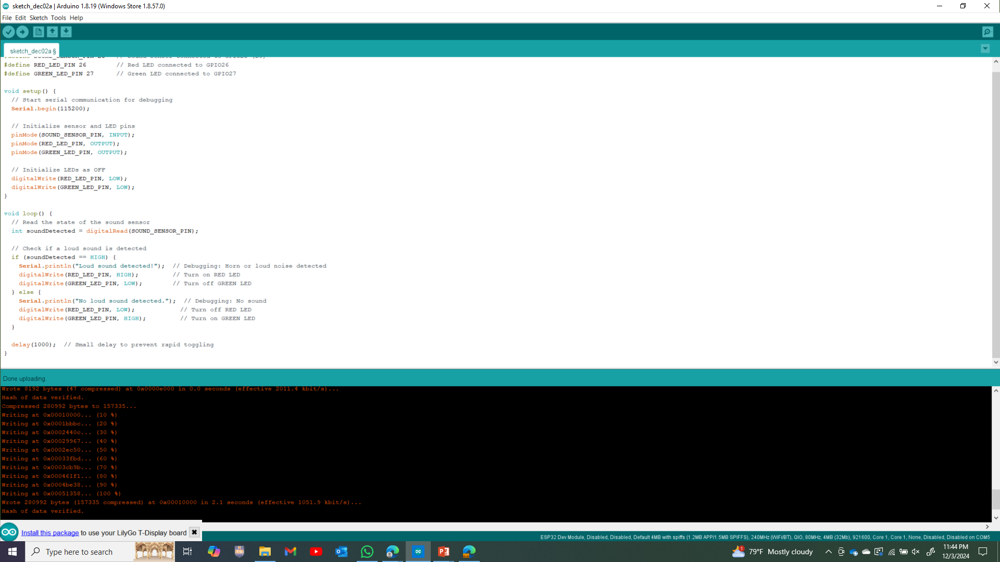 sketch_dec02a | Arduino 1.8.19 (Windows Store 1.8.57.0)
File Edit Sketch Tools Help
sketch_dec02a §
#define RED_LED_PIN 26 // Red LED connected to GPIO26
#define GREEN_LED_PIN 27 // Green LED connected to GPIO27
void setup() {
// Start serial communication for debugging
Serial.begin(115200);
// Initialize sensor and LED pins
pinMode(SOUND_SENSOR_PIN, INPUT);
pinMode(RED_LED_PIN, OUTPUT);
pinMode(GREEN_LED_PIN, OUTPUT);
// Initialize LEDs as OFF
digitalWrite(RED_LED_PIN, LOW);
digitalWrite(GREEN_LED_PIN, LOW);
}
void loop() {
// Read the state of the sound sensor
int soundDetected = digitalRead(SOUND_SENSOR_PIN);
// Check if a loud sound is detected
if (soundDetected == HIGH) {
Serial.println("Loud sound detected!"); // Debugging: Horn or loud noise detected
digitalWrite(RED_LED_PIN, HIGH); // Turn on RED LED
digitalWrite(GREEN_LED_PIN, LOW); // Turn off GREEN LED
} else {
Serial.println("No loud sound detected."); // Debugging: No sound
digitalWrite(RED_LED_PIN, LOW); // Turn off RED LED
digitalWrite(GREEN_LED_PIN, HIGH); // Turn on GREEN LED
}
delay(1000); // Small delay to prevent rapid toggling
}
Done uploading.
Wrote 8192 bytes (47 compressed) at 0x0000e000 in 0.0 seconds (effective 2011.4 kbit/s)...
Hash of data verified.
Compressed 280992 bytes to 157335...
Writing at 0x00010000... (10 %)
Writing at 0x0001bbbc... (20 %)
Writing at 0x0002440c... (30 %)
Writing at 0x00029967... (40 %)
Writing at 0x0002ec50... (50 %)
Writing at 0x00033fbd... (60 %)
Writing at 0x0003cb9b... (70 %)
Writing at 0x000461f1... (80 %)
Writing at 0x0004be38... (90 %)
Writing at 0x00051358... (100 %)
Wrote 280992 bytes (157335 compressed) at 0x00010000 in 2.1 seconds (effective 1051.9 kbit/s)...
Hash of data verified.
Install this package to use your LilyGo T-Display board
ESP32 Dev Module, Disabled, Disabled, Default 4MB with spiffs (1.2MB APP/1.5MB SPIFFS), 240MHz (WiFi/BT), QIO, 80MHz, 4MB (32Mb), 921600, Core 1, Core 1, None, Disabled, Disabled on COM5
Type here to search
79°F Mostly cloudy
11:44 PM
12/3/2024